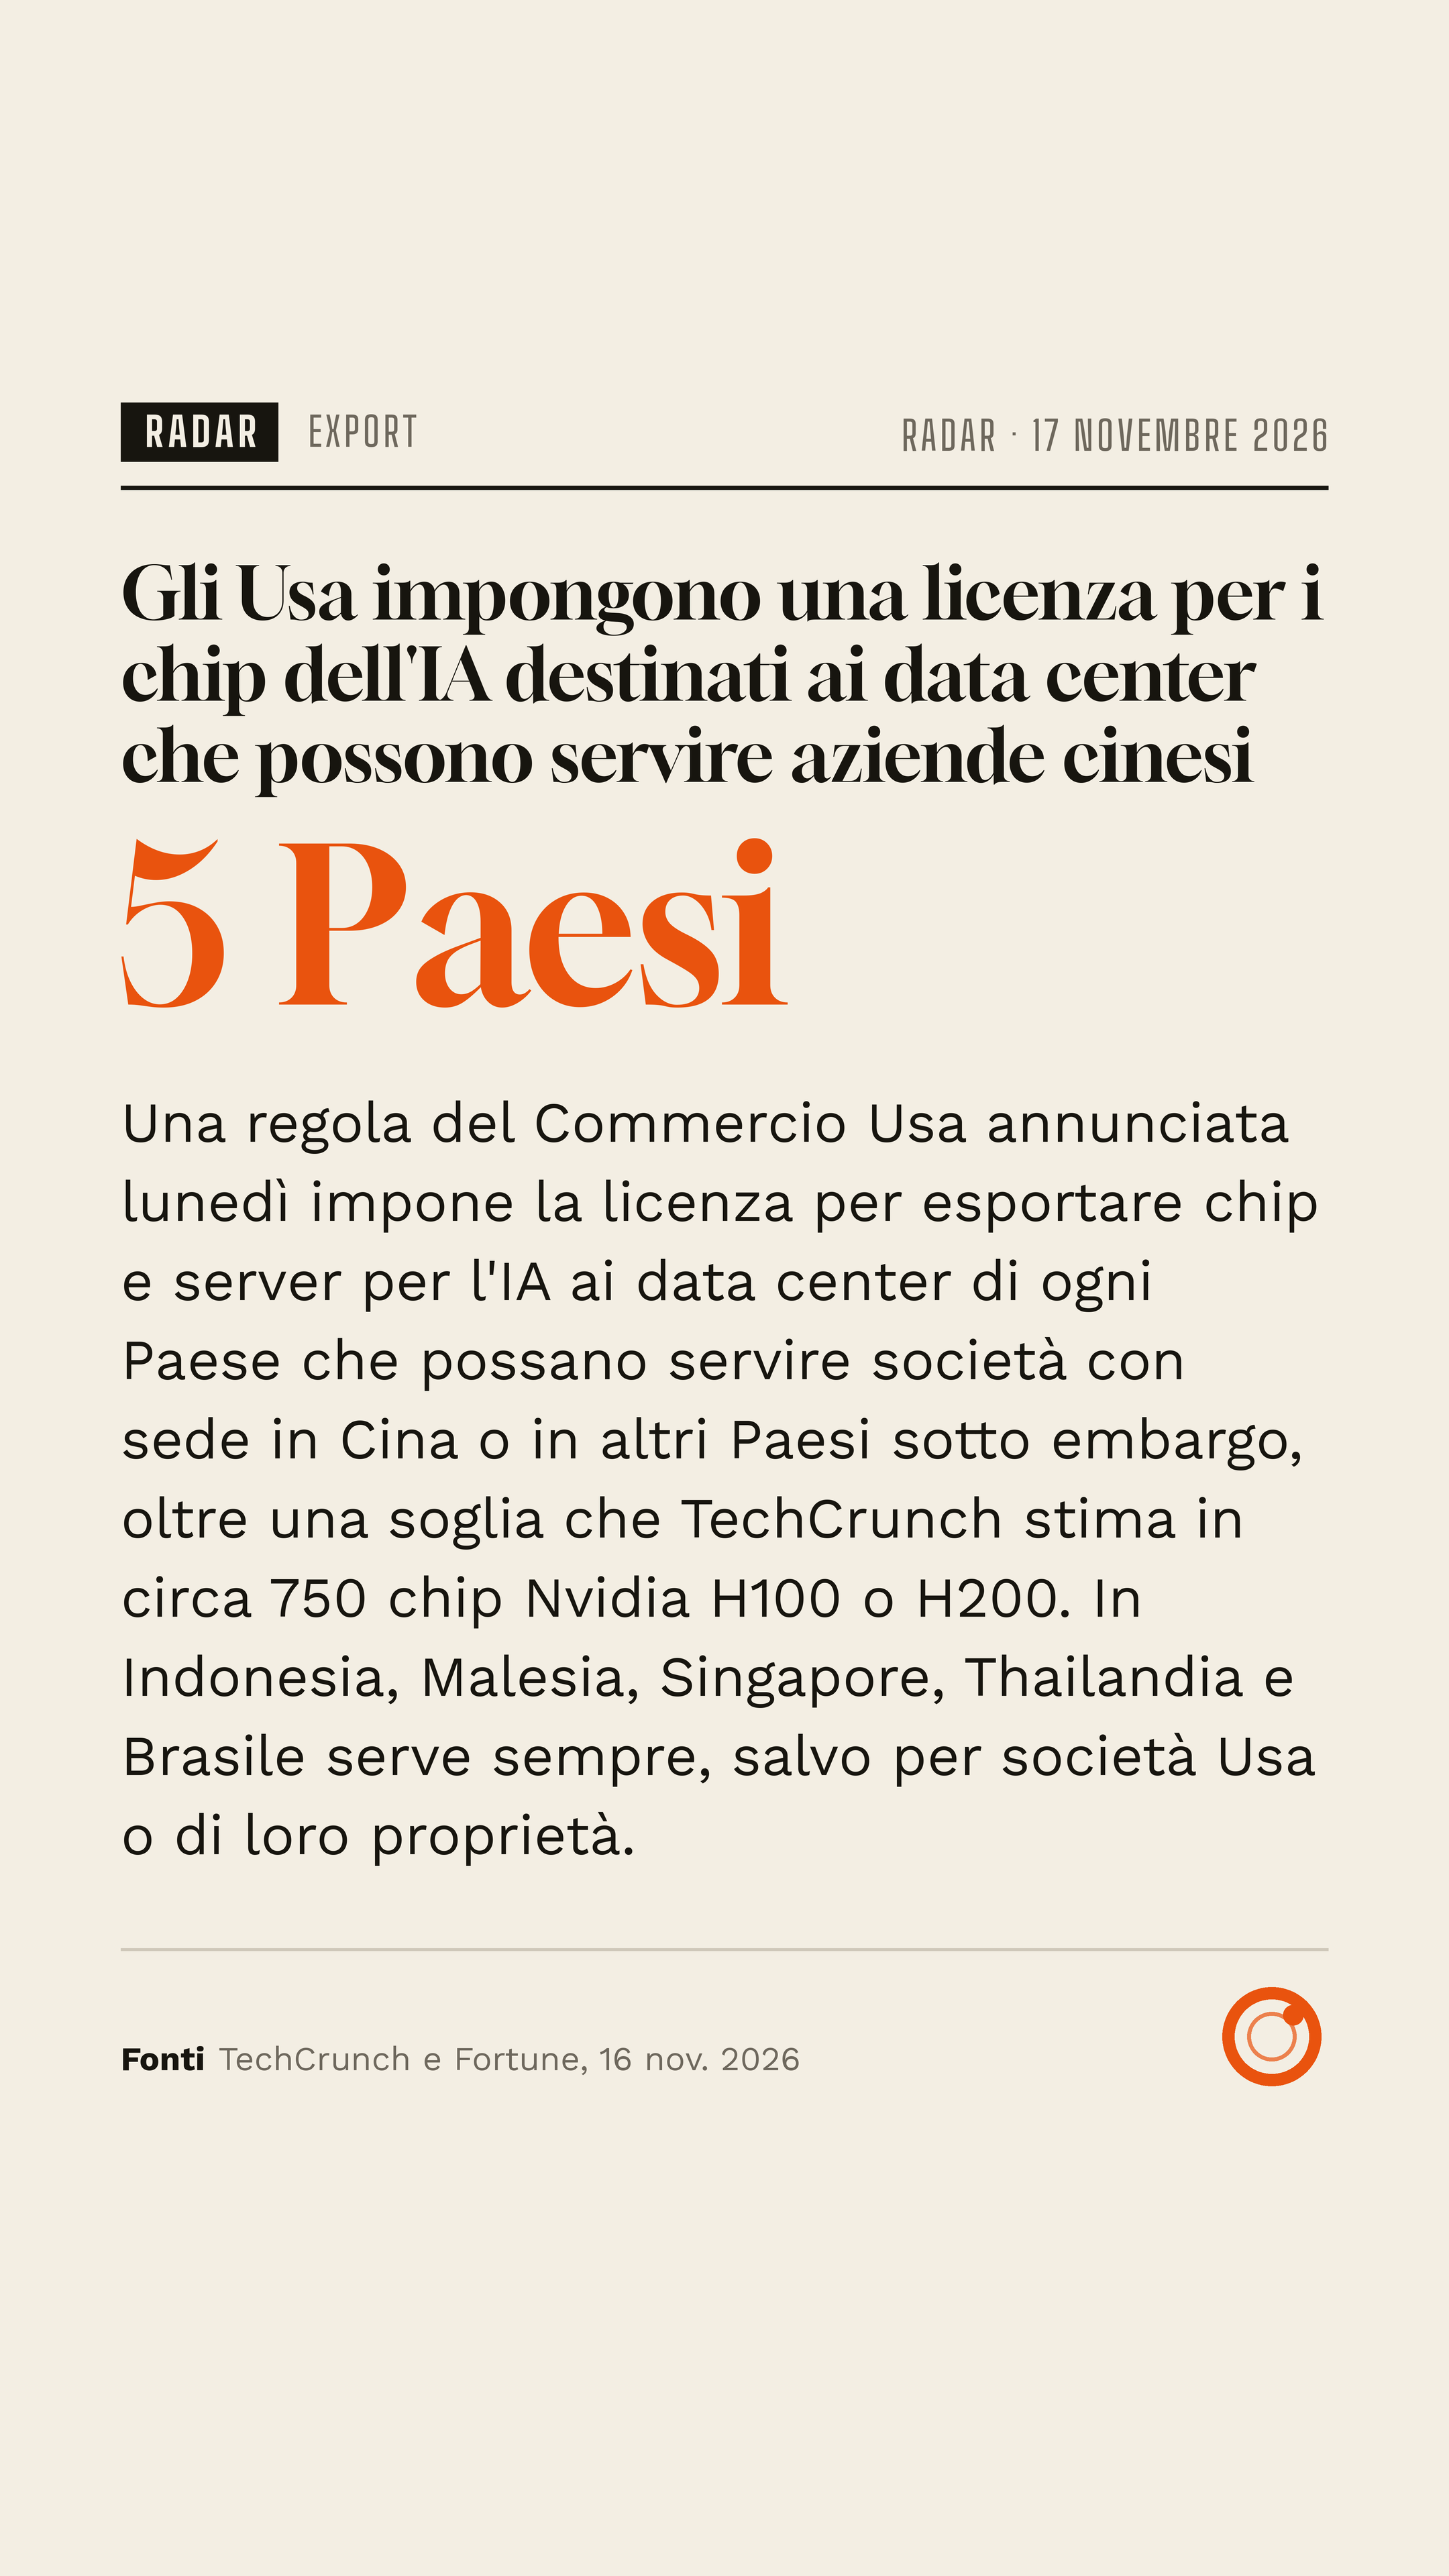 RADAR EXPORT RADAR · 17 NOVEMBRE 2026
Gli Usa impongono una licenza per i
chip dell'IA destinati ai data center
che possono servire aziende cinesi
5 Paesi
Una regola del Commercio Usa annunciata
lunedì impone la licenza per esportare chip
e server per l'IA ai data center di ogni
Paese che possano servire società con
sede in Cina o in altri Paesi sotto embargo,
oltre una soglia che TechCrunch stima in
circa 750 chip Nvidia H100 o H200. In
Indonesia, Malesia, Singapore, Thailandia e
Brasile serve sempre, salvo per società Usa
o di loro proprietà.
Fonti TechCrunch e Fortune, 16 nov. 2026